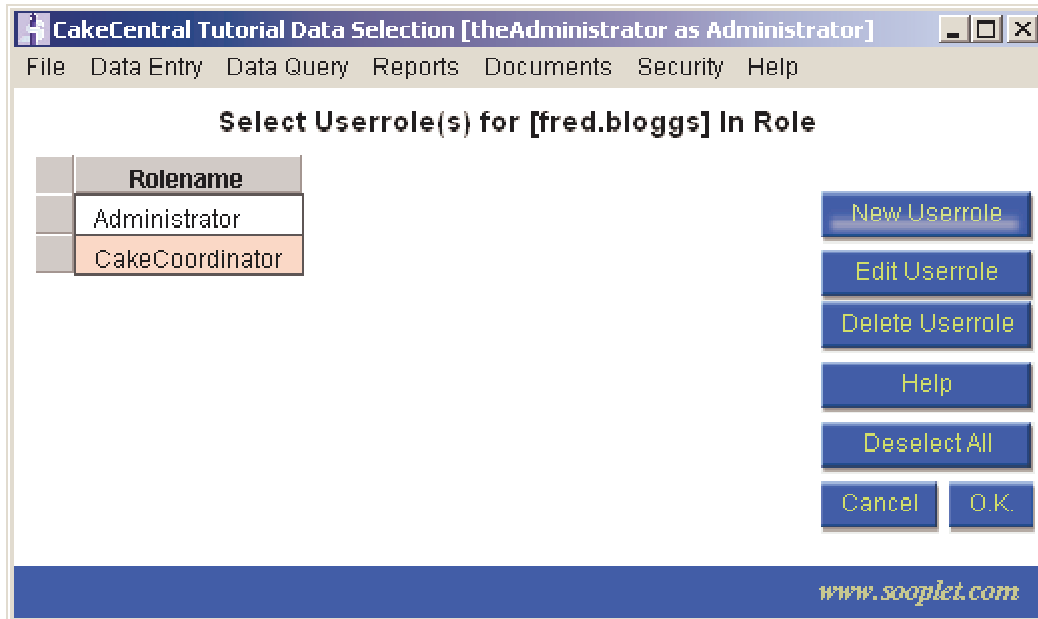 CakeCentral Tutorial Data Selection [theAdministrator as Administrator]
File Data Entry Data Query Reports Documents Security Help
Select Userrole(s) for [fred.bloggs] In Role
Rolename
Administrator
CakeCoordinator
New Userrole
Edit Userrole
Delete Userrole
Help
Deselect All
Cancel O.K.
www.sooplet.com